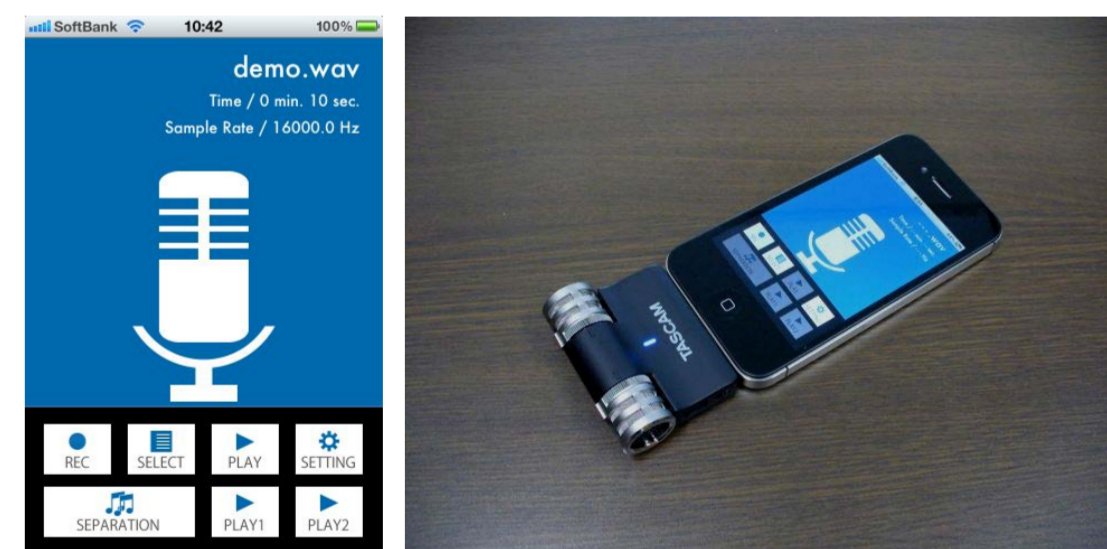 SoftBank 10:42 100%
demo.wav
Time / 0 min. 10 sec.
Sample Rate / 16000.0 Hz
REC SELECT PLAY SETTING
SEPARATION PLAY1 PLAY2
TASCAM